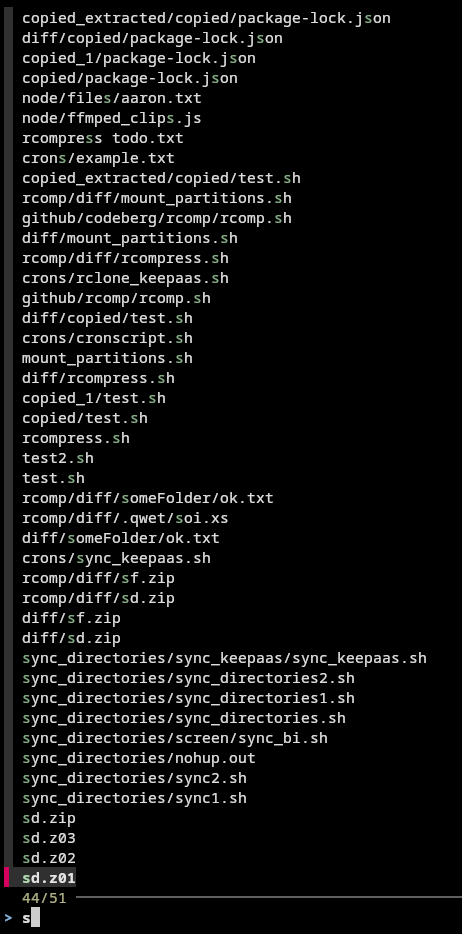 copied_extracted/copied/package-lock.json
diff/copied/package-lock.json
copied_1/package-lock.json
copied/package-lock.json
node/files/aaron.txt
node/ffmped_clips.js
rcompress todo.txt
crons/example.txt
copied_extracted/copied/test.sh
rcomp/diff/mount_partitions.sh
github/codeberg/rcomp/rcomp.sh
diff/mount_partitions.sh
rcomp/diff/rcompress.sh
crons/rclone_keepaas.sh
github/rcomp/rcomp.sh
diff/copied/test.sh
crons/cronscript.sh
mount_partitions.sh
diff/rcompress.sh
copied_1/test.sh
copied/test.sh
rcompress.sh
test2.sh
test.sh
rcomp/diff/someFolder/ok.txt
rcomp/diff/.qwet/soi.xs
diff/someFolder/ok.txt
crons/sync_keepaas.sh
rcomp/diff/sf.zip
rcomp/diff/sd.zip
diff/sf.zip
diff/sd.zip
sync_directories/sync_keepaas/sync_keepaas.sh
sync_directories/sync_directories2.sh
sync_directories/sync_directories1.sh
sync_directories/sync_directories.sh
sync_directories/screen/sync_bi.sh
sync_directories/nohup.out
sync_directories/sync2.sh
sync_directories/sync1.sh
sd.zip
sd.z03
sd.z02
sd.z01
44/51
> s